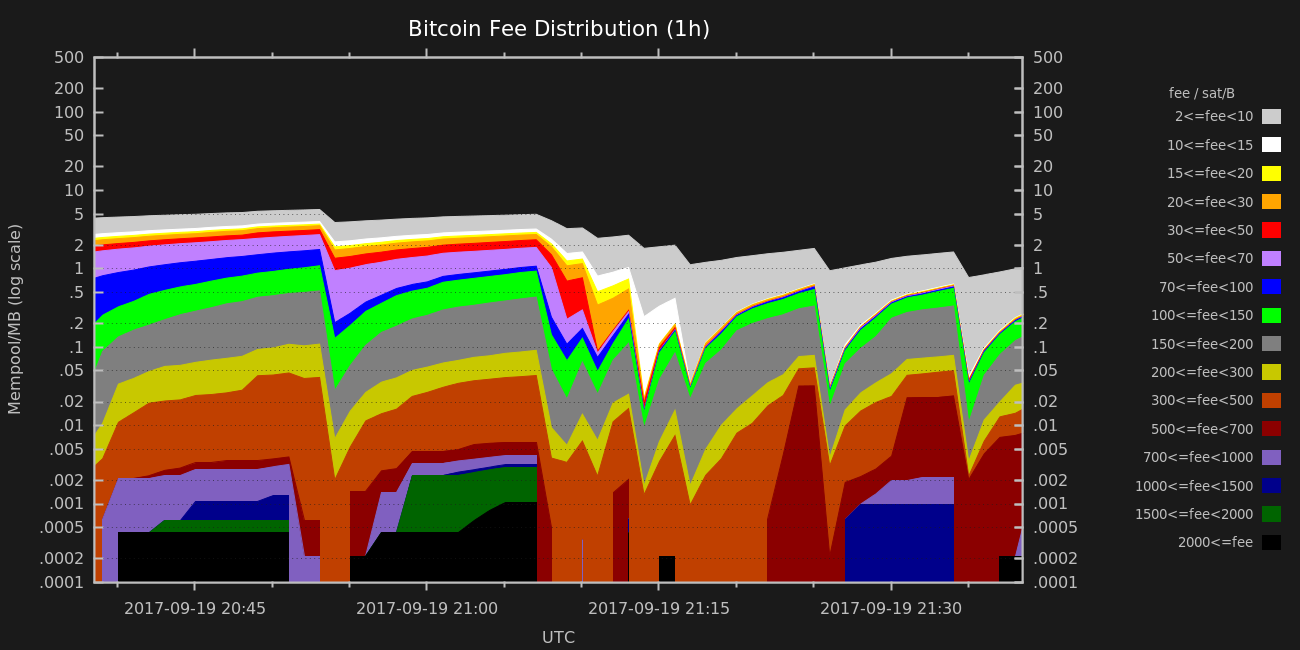 Bitcoin Fee Distribution (1h)
500
200
100
50
20
10
5
2
1
.5
.2
.1
.05
.02
.01
.005
.002
.001
.0005
.0002
.0001
Mempool/MB (log scale)
500
200
100
50
20
10
5
2
1
.5
.2
.1
.05
.02
.01
.005
.002
.001
.0005
.0002
.0001
2017-09-19 20:45
2017-09-19 21:00
2017-09-19 21:15
2017-09-19 21:30
UTC
fee / sat/B
2<=fee<10
10<=fee<15
15<=fee<20
20<=fee<30
30<=fee<50
50<=fee<70
70<=fee<100
100<=fee<150
150<=fee<200
200<=fee<300
300<=fee<500
500<=fee<700
700<=fee<1000
1000<=fee<1500
1500<=fee<2000
2000<=fee